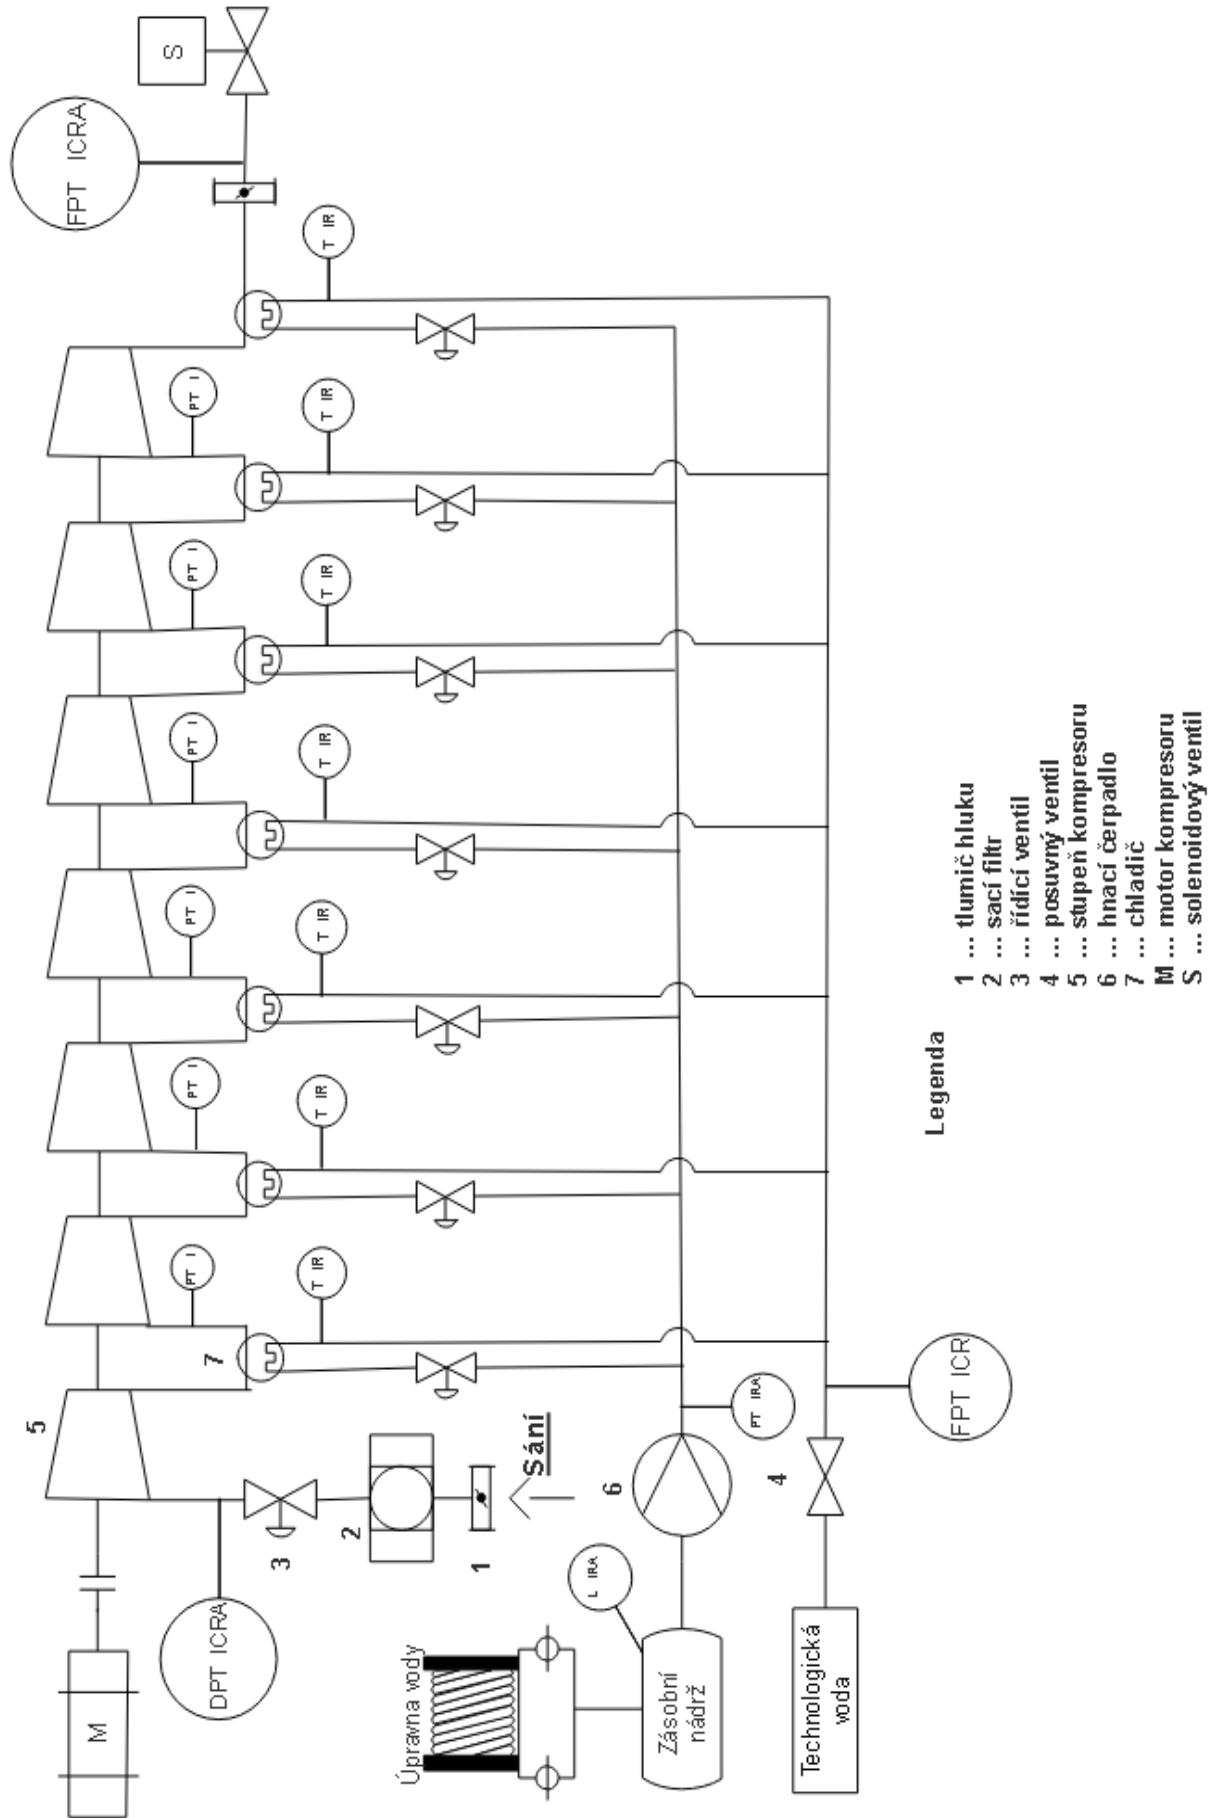 5
FPT ICRA
M
S
PT I
PT I
PT I
PT I
PT I
PT I
DPT ICRA
7
3
T IR
T IR
T IR
T IR
T IR
T IR
T IR
2
Úpravna vody
1
Sání
L IRA
6
Zásobní
nádrž
PT IRA
4
Technologická
voda
FPT ICR
Legenda
1 ... tlumič hluku
2 ... sací filtr
3 ... řídící ventil
4 ... posuvný ventil
5 ... stupeň kompresoru
6 ... hnací čerpadlo
7 ... chladič
M ... motor kompresoru
S ... solenoidový ventil